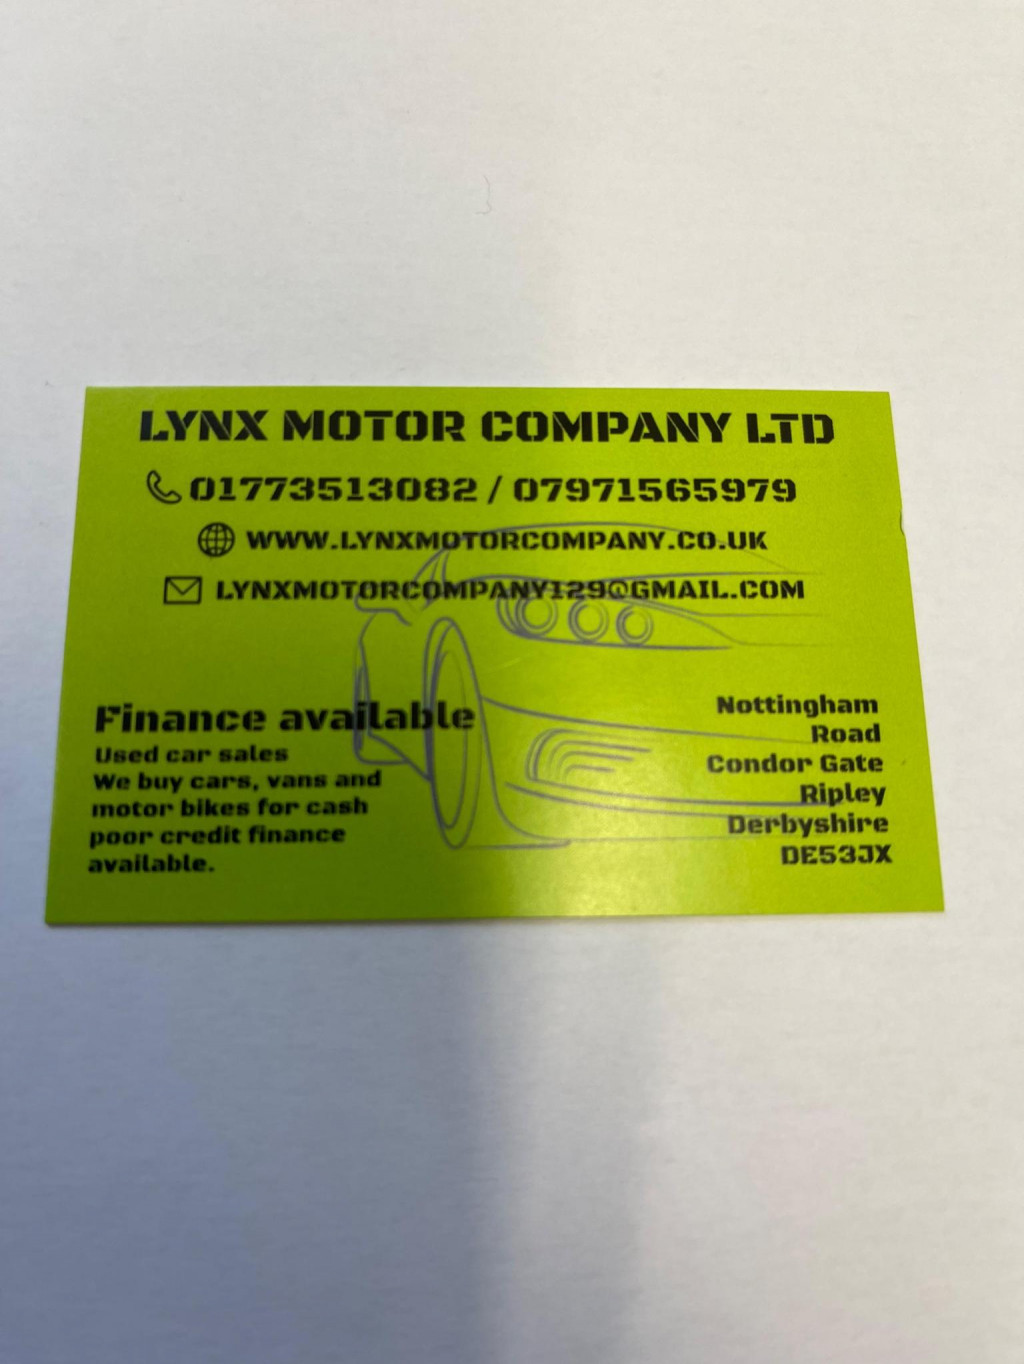 LYNX MOTOR COMPANY LTD
01773513082 / 07971565979
WWW.LYNXMOTORCOMPANY.CO.UK
LYNXMOTORCOMPANY129@GMAIL.COM
Finance available
Used car sales
We buy cars, vans and
motor bikes for cash
poor credit finance
available.
Nottingham
Road
Condor Gate
Ripley
Derbyshire
DE53JX